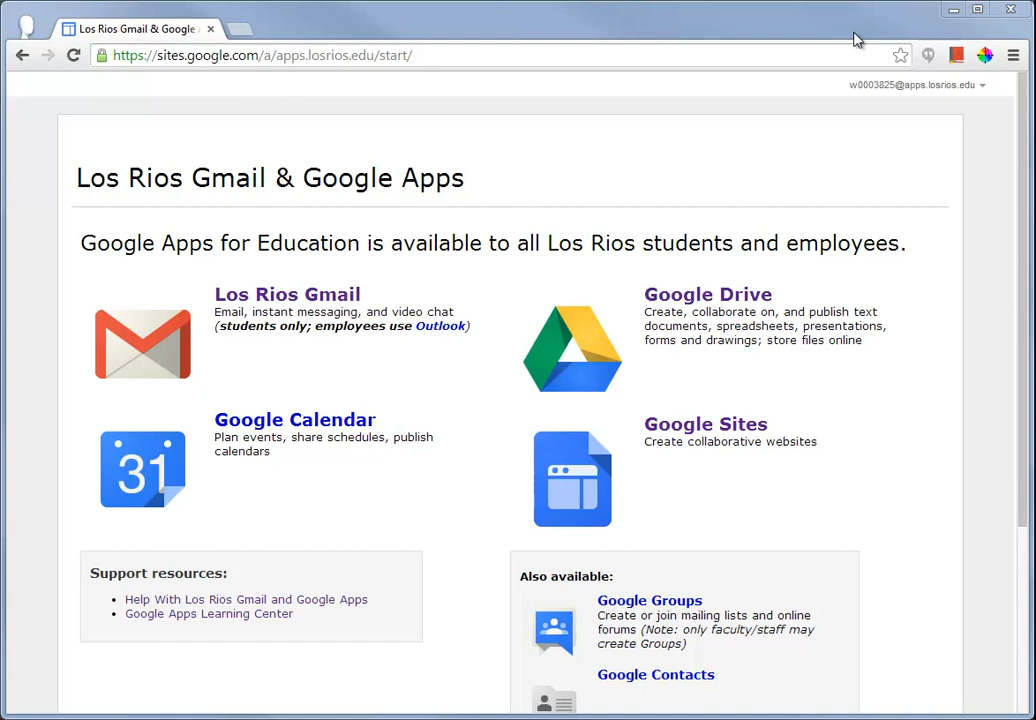 Los Rios Gmail & Google
https://sites.google.com/a/apps.losrios.edu/start/
w0003825@apps.losrios.edu
Los Rios Gmail & Google Apps
Google Apps for Education is available to all Los Rios students and employees.
Los Rios Gmail
Email, instant messaging, and video chat
(students only; employees use Outlook)
Google Drive
Create, collaborate on, and publish text
documents, spreadsheets, presentations,
forms and drawings; store files online
31
Google Calendar
Plan events, share schedules, publish
calendars
Google Sites
Create collaborative websites
Support resources:
• Help With Los Rios Gmail and Google Apps
• Google Apps Learning Center
Also available:
Google Groups
Create or join mailing lists and online
forums (Note: only faculty/staff may
create Groups)
Google Contacts